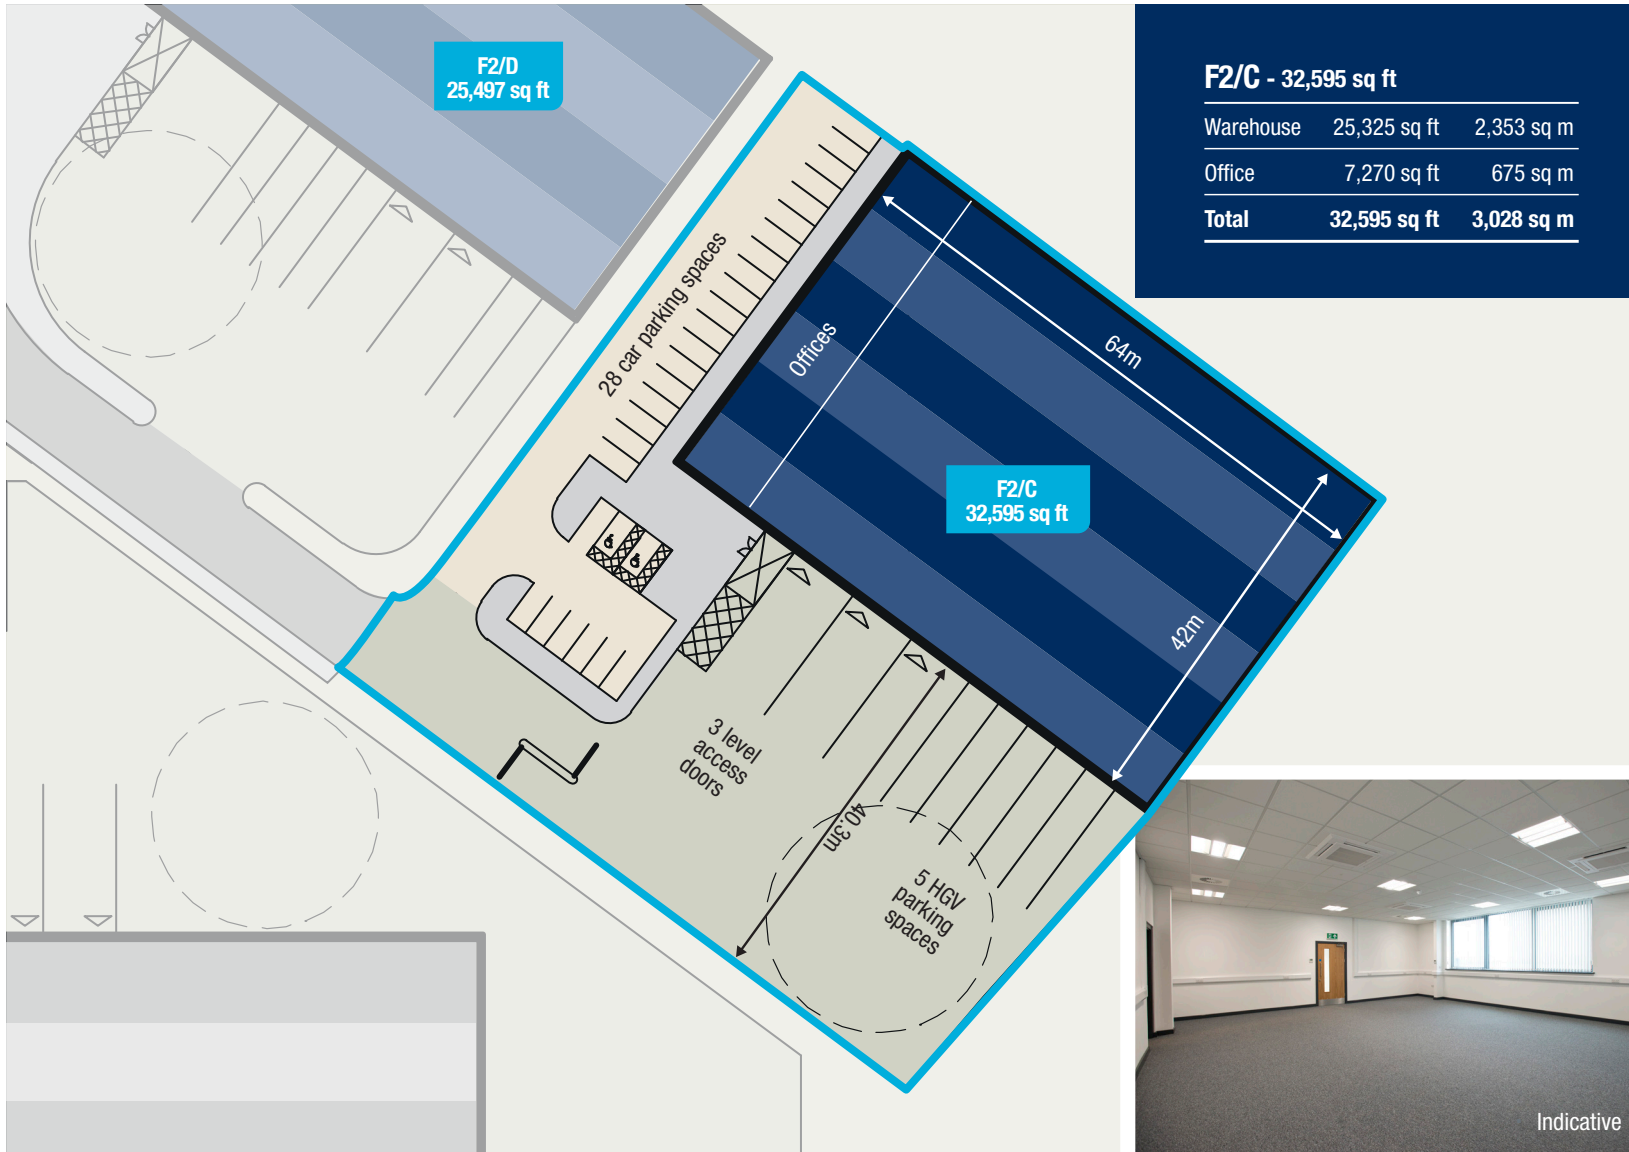 F2/D
25,497 sq ft
F2/C - 32,595 sq ft
Warehouse 25,325 sq ft 2,353 sq m
Office 7,270 sq ft 675 sq m
Total 32,595 sq ft 3,028 sq m
28 car parking spaces
Offices
64m
F2/C
32,595 sq ft
42m
3 level
access
doors
40.3m
5 HGV
parking
spaces
Indicative